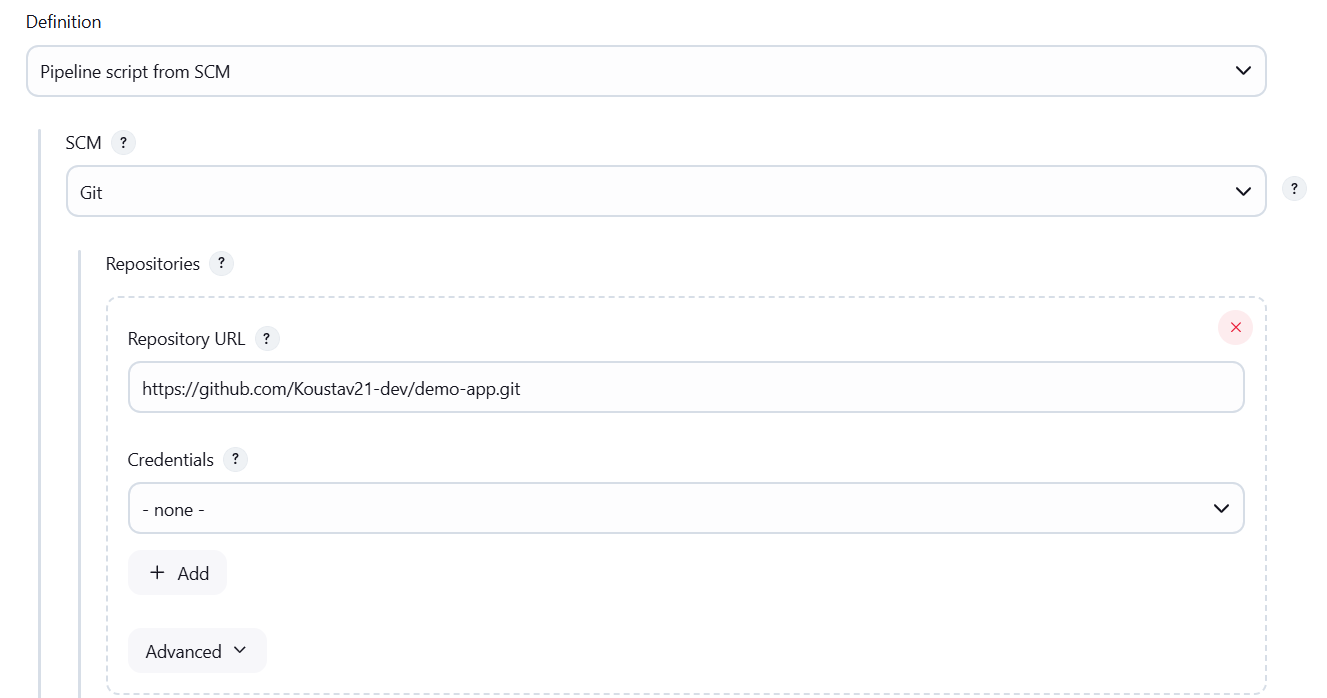 Definition
Pipeline script from SCM
SCM ?
Git
?
Repositories ?
Repository URL ?
https://github.com/Koustav21-dev/demo-app.git
Credentials ?
- none -
+ Add
Advanced